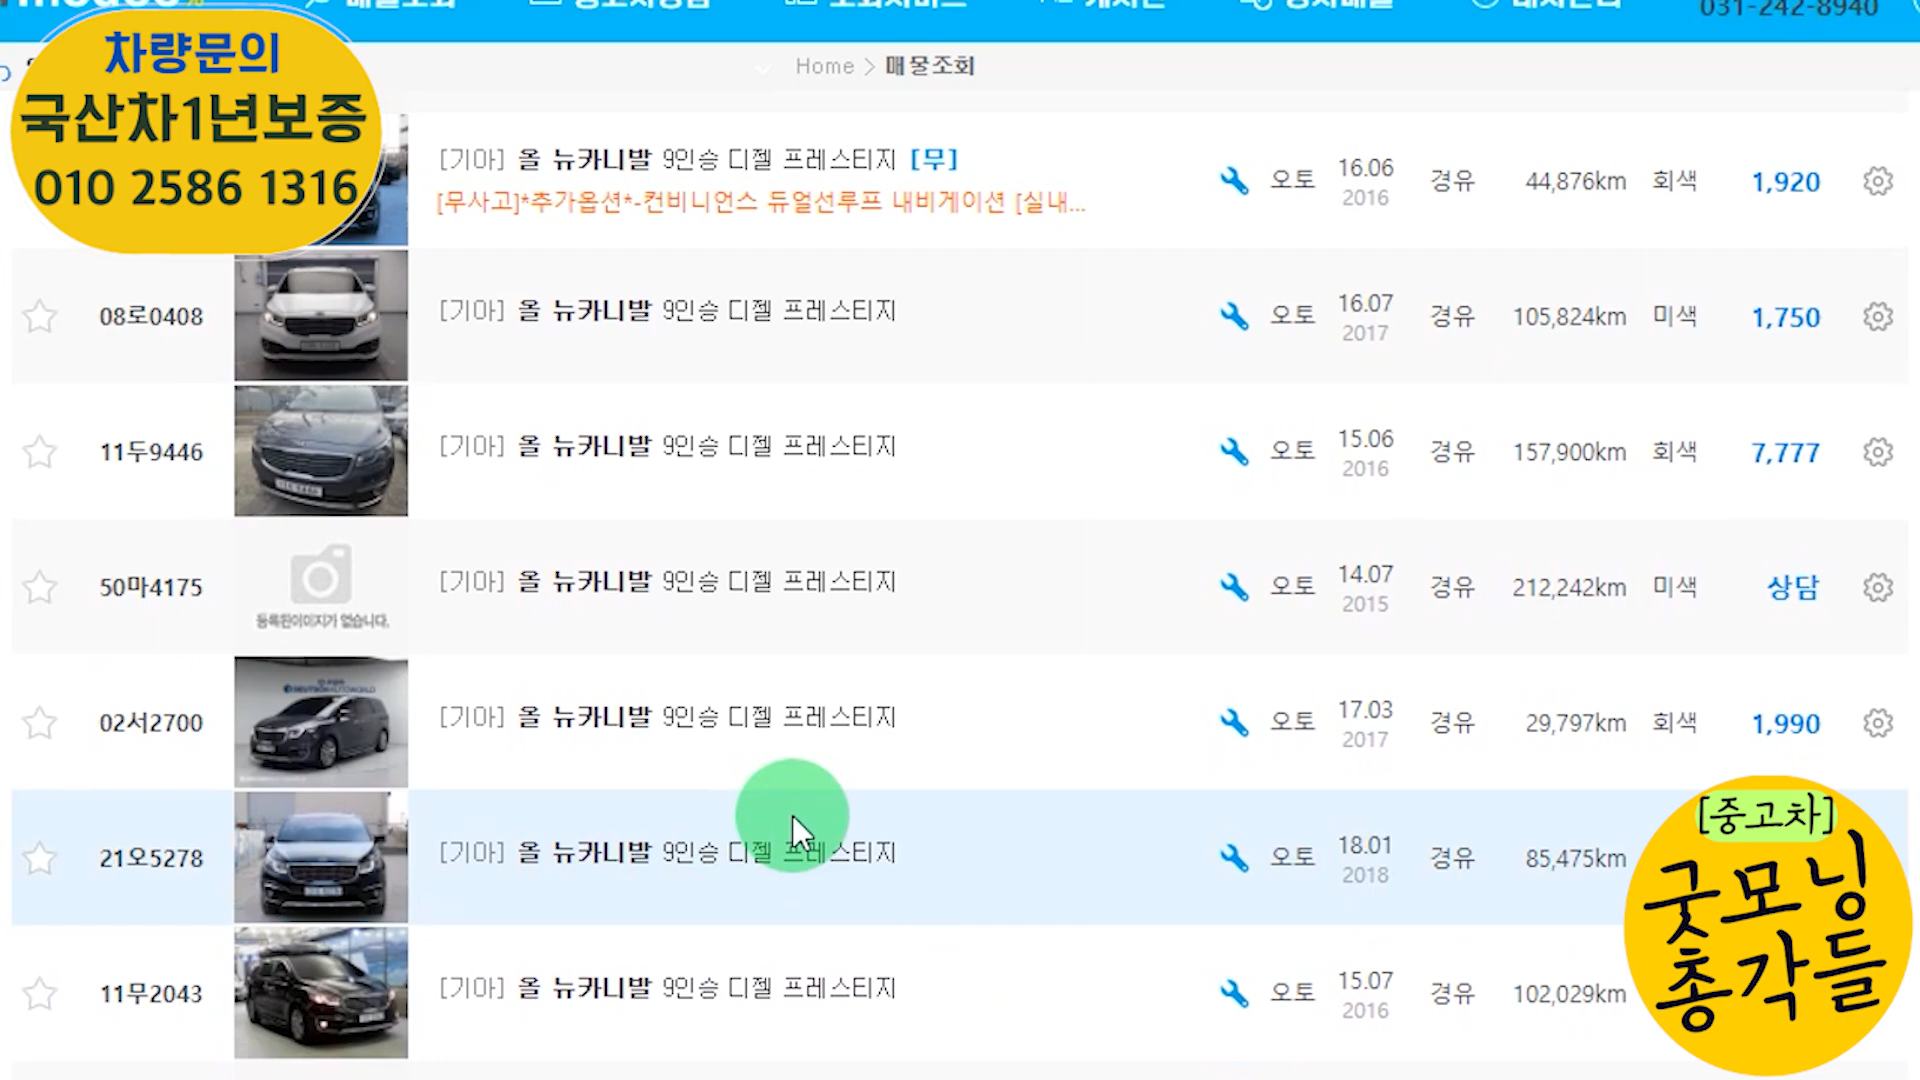 031-242-8940
차량문의
국산차1년보증
010 2586 1316
Home > 매물조회
[기아] 올 뉴카니발 9인승 디젤 프레스티지 [무]
[무사고]*추가옵션*-컨비니언스 듀얼선루프 내비게이션 [실내...
오토 16.06 2016 경유 44,876km 회색 1,920
08로0408 [기아] 올 뉴카니발 9인승 디젤 프레스티지 오토 16.07 2017 경유 105,824km 미색 1,750
11두9446 [기아] 올 뉴카니발 9인승 디젤 프레스티지 오토 15.06 2016 경유 157,900km 회색 7,777
50마4175 등록된이미지가 없습니다. [기아] 올 뉴카니발 9인승 디젤 프레스티지 오토 14.07 2015 경유 212,242km 미색 상담
02서2700 [기아] 올 뉴카니발 9인승 디젤 프레스티지 오토 17.03 2017 경유 29,797km 회색 1,990
21오5278 [기아] 올 뉴카니발 9인승 디젤 프레스티지 오토 18.01 2018 경유 85,475km
11무2043 [기아] 올 뉴카니발 9인승 디젤 프레스티지 오토 15.07 2016 경유 102,029km
[중고차]
굿모닝
총각들